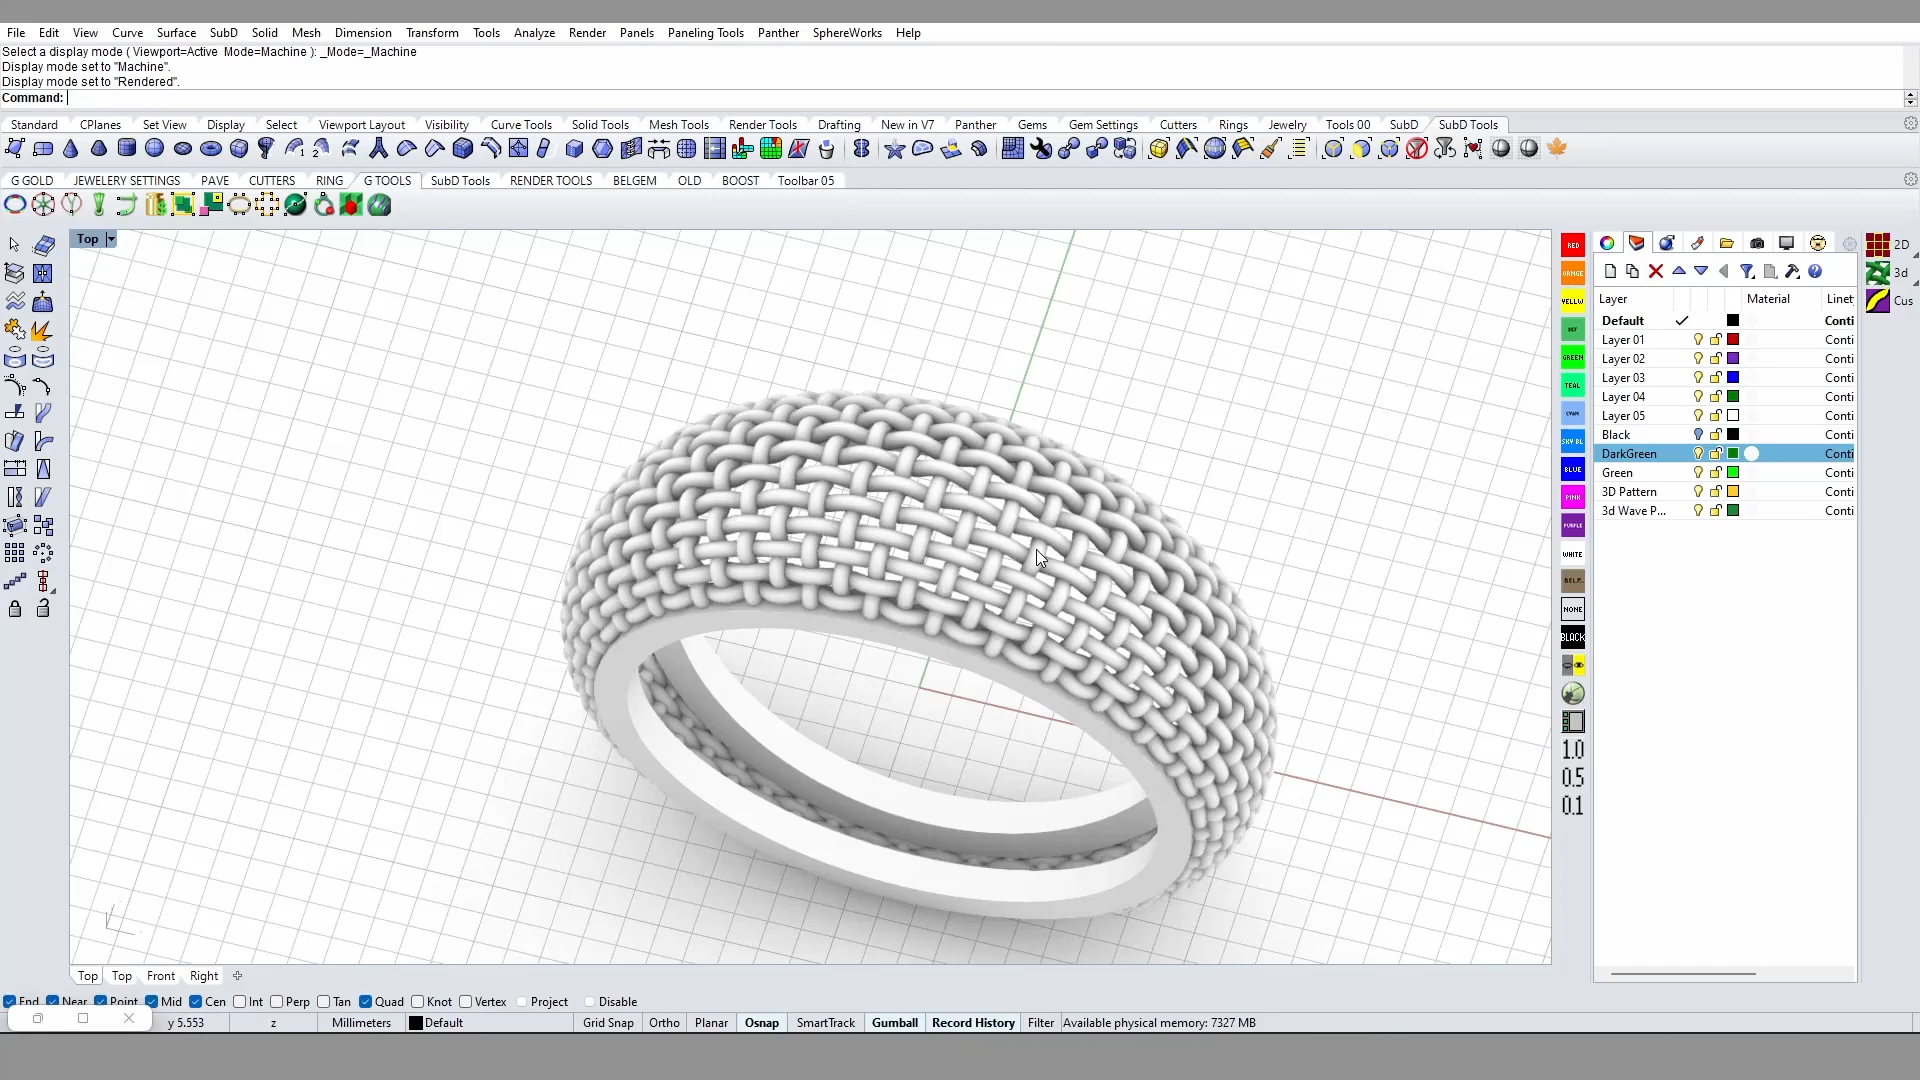 File Edit View Curve Surface SubD Solid Mesh Dimension Transform Tools Analyze Render Panels Paneling Tools Panther SphereWorks Help
Select a display mode ( Viewport=Active Mode=Machine ): _Mode=_Machine
Display mode set to "Machine".
Display mode set to "Rendered".
Command:
Standard CPlanes Set View Display Select Viewport Layout Visibility Curve Tools Solid Tools Mesh Tools Render Tools Drafting New in V7 Panther Gems Gem Settings Cutters Rings Jewelry Tools 00 SubD SubD Tools
G GOLD JEWELERY SETTINGS PAVE CUTTERS RING G TOOLS SubD Tools RENDER TOOLS BELGEM OLD BOOST Toolbar 05
Top
RED
ORNGE
YELLW
DEF
GREEN
TEAL
CYAN
SKY BL
BLUE
PINK
PURPLE
WHITE
NONE
BLACK
1.0
0.5
0.1
2D
3d
Cus
Layer Material Linet
Default Conti
Layer 01 Conti
Layer 02 Conti
Layer 03 Conti
Layer 04 Conti
Layer 05 Conti
Black Conti
DarkGreen Conti
Green Conti
3D Pattern Conti
3d Wave P... Conti
Top Top Front Right
End Near Point Mid Cen Int Perp Tan Quad Knot Vertex Project Disable
y 5.553 z Millimeters Default Grid Snap Ortho Planar Osnap SmartTrack Gumball Record History Filter Available physical memory: 7327 MB